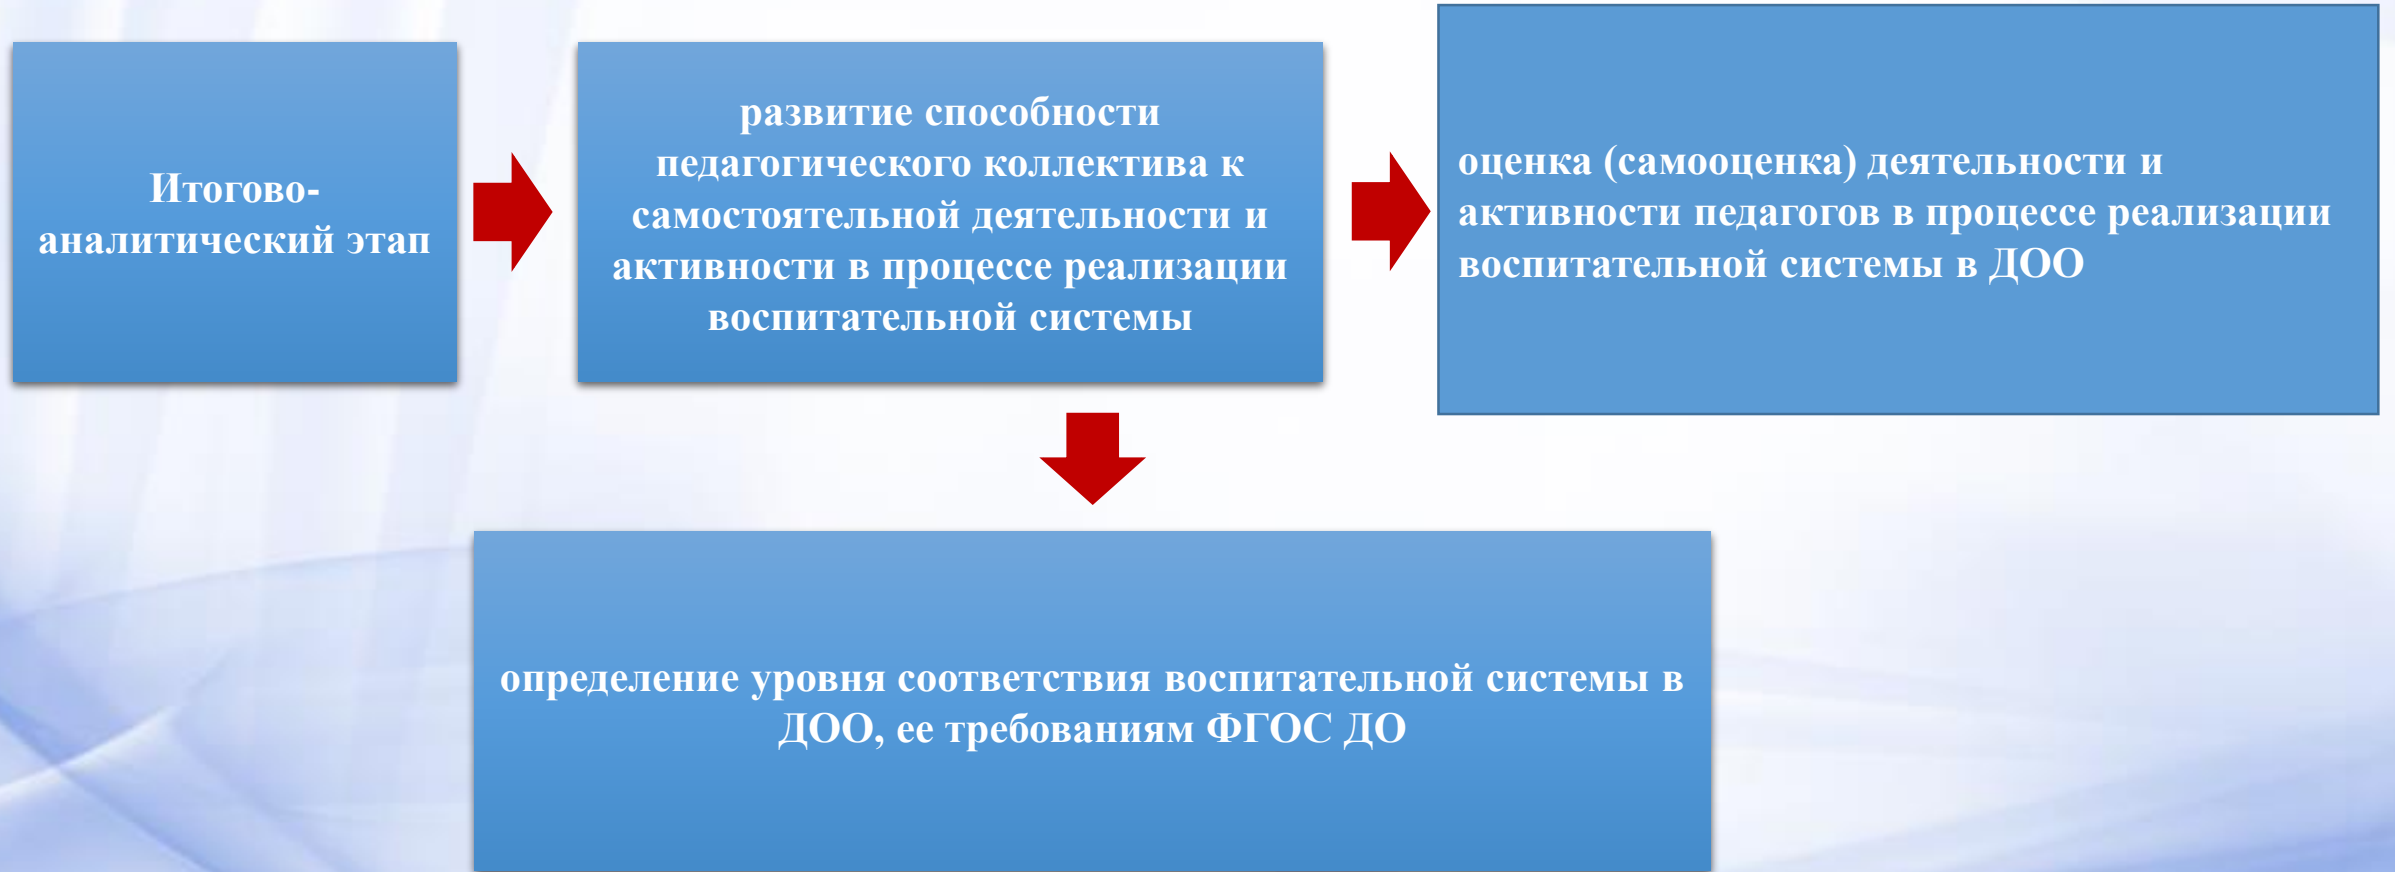 Итогово-
аналитический этап
развитие способности
педагогического коллектива к
самостоятельной деятельности и
активности в процессе реализации
воспитательной системы
оценка (самооценка) деятельности и
активности педагогов в процессе реализации
воспитательной системы в ДОО
определение уровня соответствия воспитательной системы в
ДОО, ее требованиям ФГОС ДО